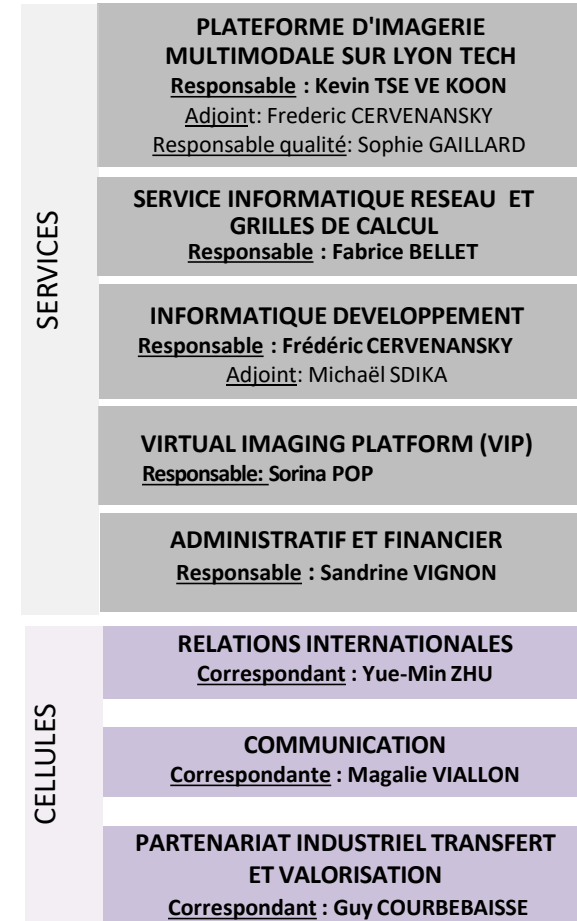 SERVICES
PLATEFORME D'IMAGERIE
MULTIMODALE SUR LYON TECH
Responsable : Kevin TSE VE KOON
Adjoint: Frederic CERVENANSKY
Responsable qualité: Sophie GAILLARD
SERVICE INFORMATIQUE RESEAU ET
GRILLES DE CALCUL
Responsable : Fabrice BELLET
INFORMATIQUE DEVELOPPEMENT
Responsable : Frédéric CERVENANSKY
Adjoint: Michaël SDIKA
VIRTUAL IMAGING PLATFORM (VIP)
Responsable: Sorina POP
ADMINISTRATIF ET FINANCIER
Responsable : Sandrine VIGNON
CELLULES
RELATIONS INTERNATIONALES
Correspondant : Yue-Min ZHU
COMMUNICATION
Correspondante : Magalie VIALLON
PARTENARIAT INDUSTRIEL TRANSFERT
ET VALORISATION
Correspondant : Guy COURBEBAISSE